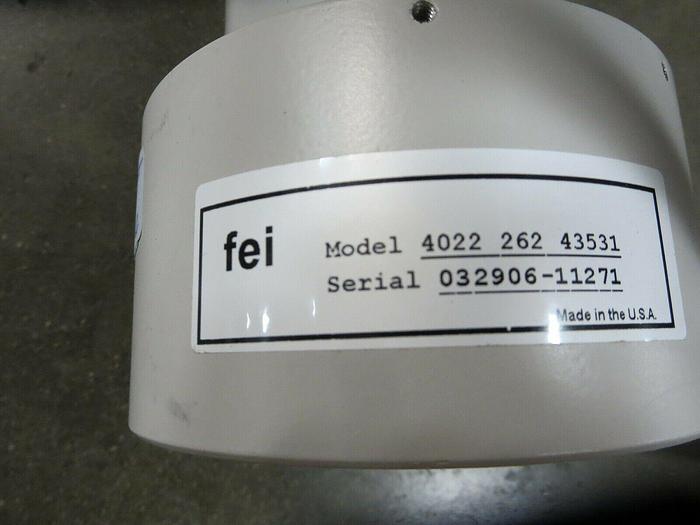 fei
Model 4022 262 43531
Serial 032906-11271
Made in the U.S.A.